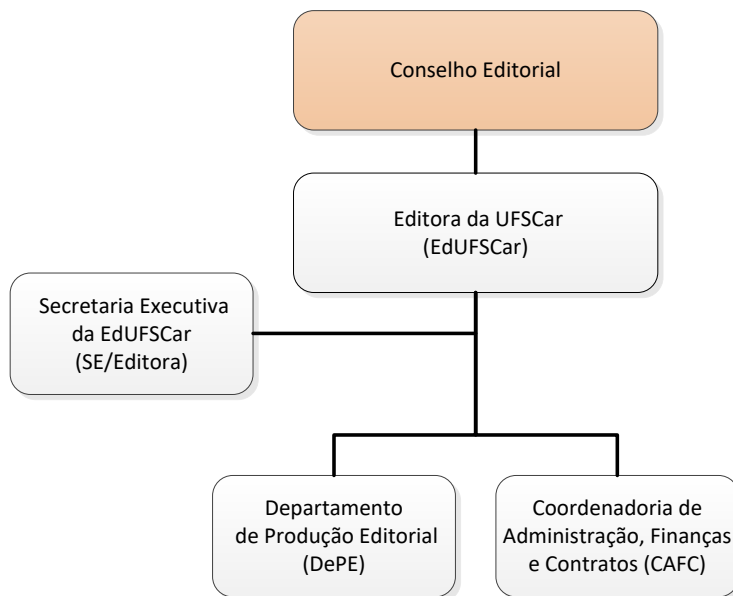 Conselho Editorial
Editora da UFSCar
(EdUFSCar)
Secretaria Executiva
da EdUFSCar
(SE/Editora)
Departamento
de Produção Editorial
(DePE)
Coordenadoria de
Administração, Finanças
e Contratos (CAFC)